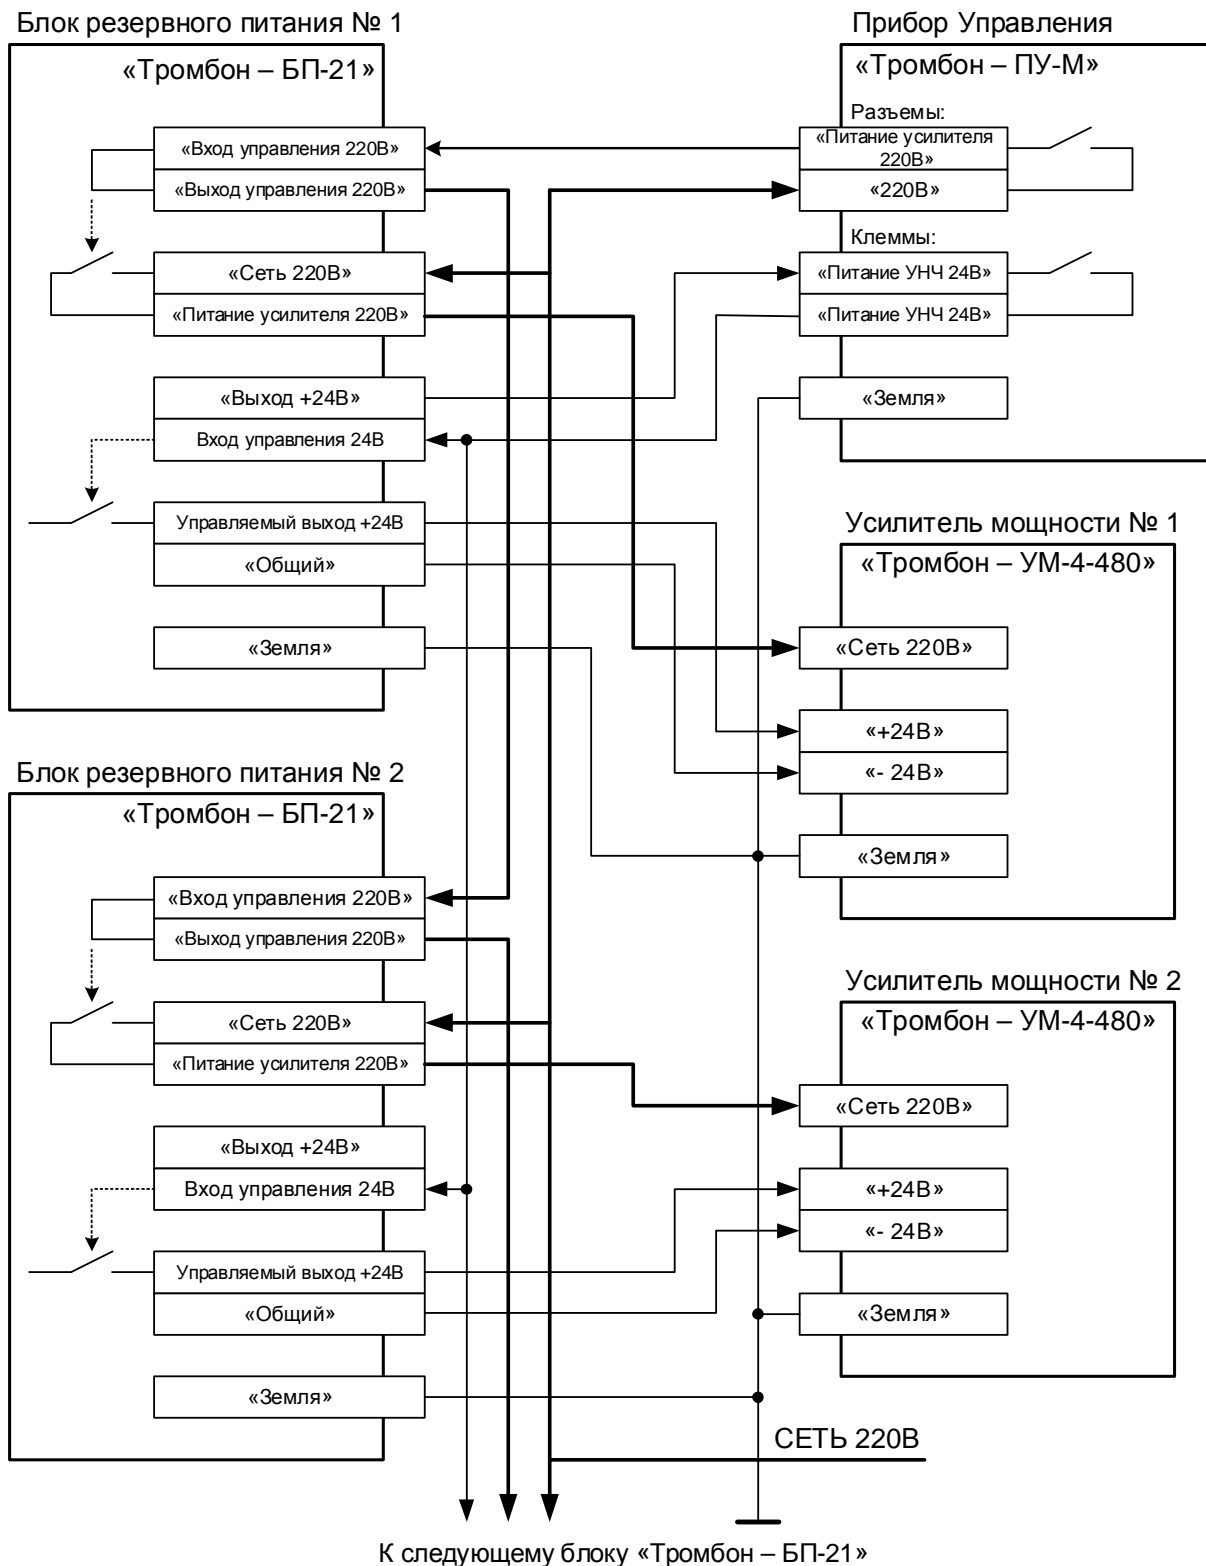 Блок резервного питания № 1
«Тромбон – БП-21»
«Вход управления 220В»
«Выход управления 220В»
«Сеть 220В»
«Питание усилителя 220В»
«Выход +24В»
Вход управления 24В
Управляемый выход +24В
«Общий»
«Земля»
Прибор Управления
«Тромбон – ПУ-М»
Разъемы:
«Питание усилителя
220В»
«220В»
Клеммы:
«Питание УНЧ 24В»
«Питание УНЧ 24В»
«Земля»
Усилитель мощности № 1
«Тромбон – УМ-4-480»
«Сеть 220В»
«+24В»
«- 24В»
«Земля»
Блок резервного питания № 2
«Тромбон – БП-21»
«Вход управления 220В»
«Выход управления 220В»
«Сеть 220В»
«Питание усилителя 220В»
«Выход +24В»
Вход управления 24В
Управляемый выход +24В
«Общий»
«Земля»
Усилитель мощности № 2
«Тромбон – УМ-4-480»
«Сеть 220В»
«+24В»
«- 24В»
«Земля»
СЕТЬ 220В
К следующему блоку «Тромбон – БП-21»